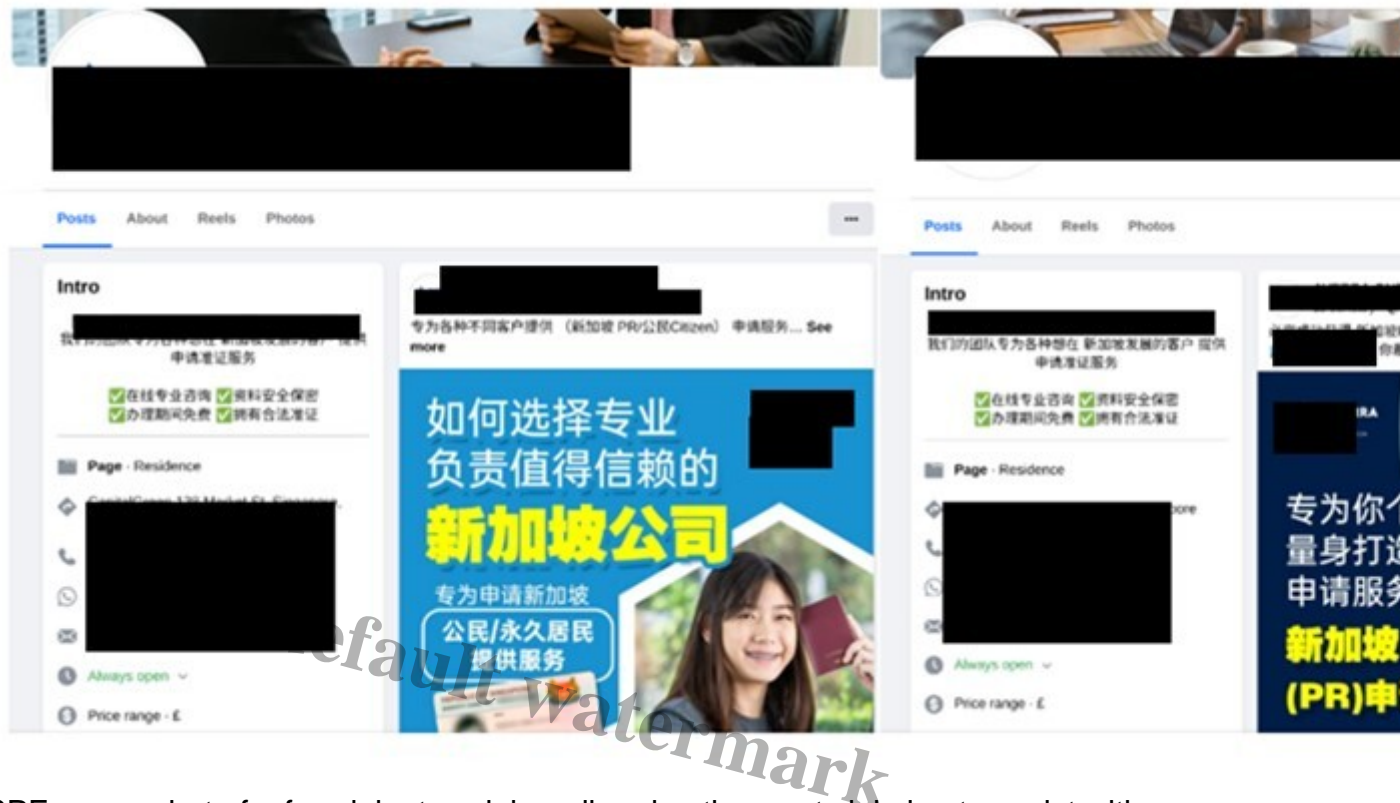 Posts About Reels Photos
Intro
提供
申请准证服务
✅在线专业咨询 ✅资料安全保密
✅办理期间免费 ✅拥有合法准证
Page · Residence
Always open
Price range · £
专为各种不同客户提供 (新加坡 PR/公民Citizen) 申请服务... See
more
如何选择专业
负责值得信赖的
新加坡公司
专为申请新加坡
公民/永久居民
提供服务
Posts About Reels Photos
Intro
我们的团队专为各种想在 新加坡发展的客户 提供
申请准证服务
✅在线专业咨询 ✅资料安全保密
✅办理期间免费 ✅拥有合法准证
Page · Residence
Always open
Price range · £
专为你
量身打造
申请服务
新加坡
(PR)申
efault watermark